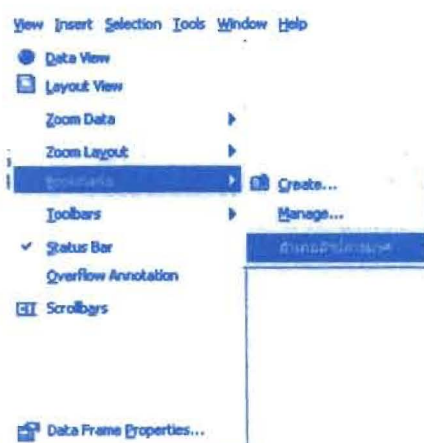 View Insert Selection Tools Window Help
Data View
Layout View
Zoom Data
Zoom Layout
Bookmarks
Create...
Toolbars
Manage...
Status Bar
Overflow Annotation
Scrollbars
Data Frame Properties...